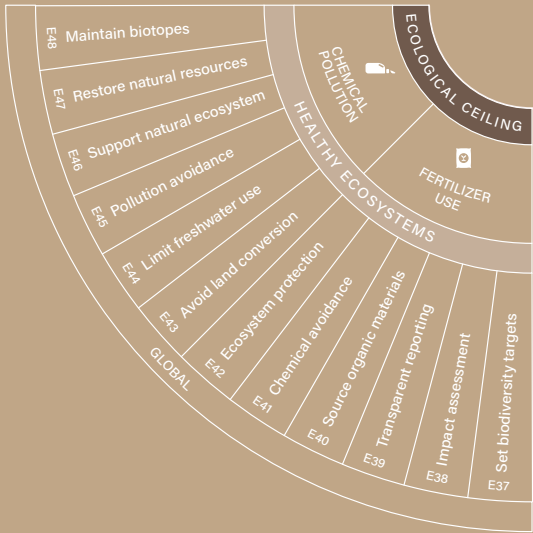 ECOLOGICAL CEILING
CHEMICAL
POLLUTION
FERTILIZER
USE
HEALTHY ECOSYSTEMS
E48 Maintain biotopes
E47 Restore natural resources
E46 Support natural ecosystem
E45 Pollution avoidance
E44 Limit freshwater use
E43 Avoid land conversion
E42 Ecosystem protection
E41 Chemical avoidance
E40 Source organic materials
E39 Transparent reporting
E38 Impact assessment
E37 Set biodiversity targets
GLOBAL